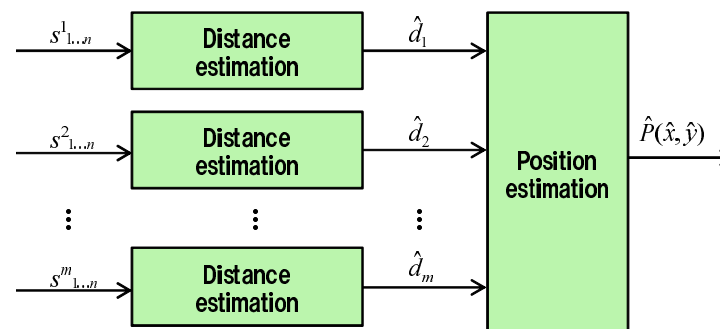 s¹₁…ₙ
Distance
estimation
d̂₁
s²₁…ₙ
Distance
estimation
d̂₂
Position
estimation
P̂(x̂,ŷ)
sᵐ₁…ₙ
Distance
estimation
d̂ₘ